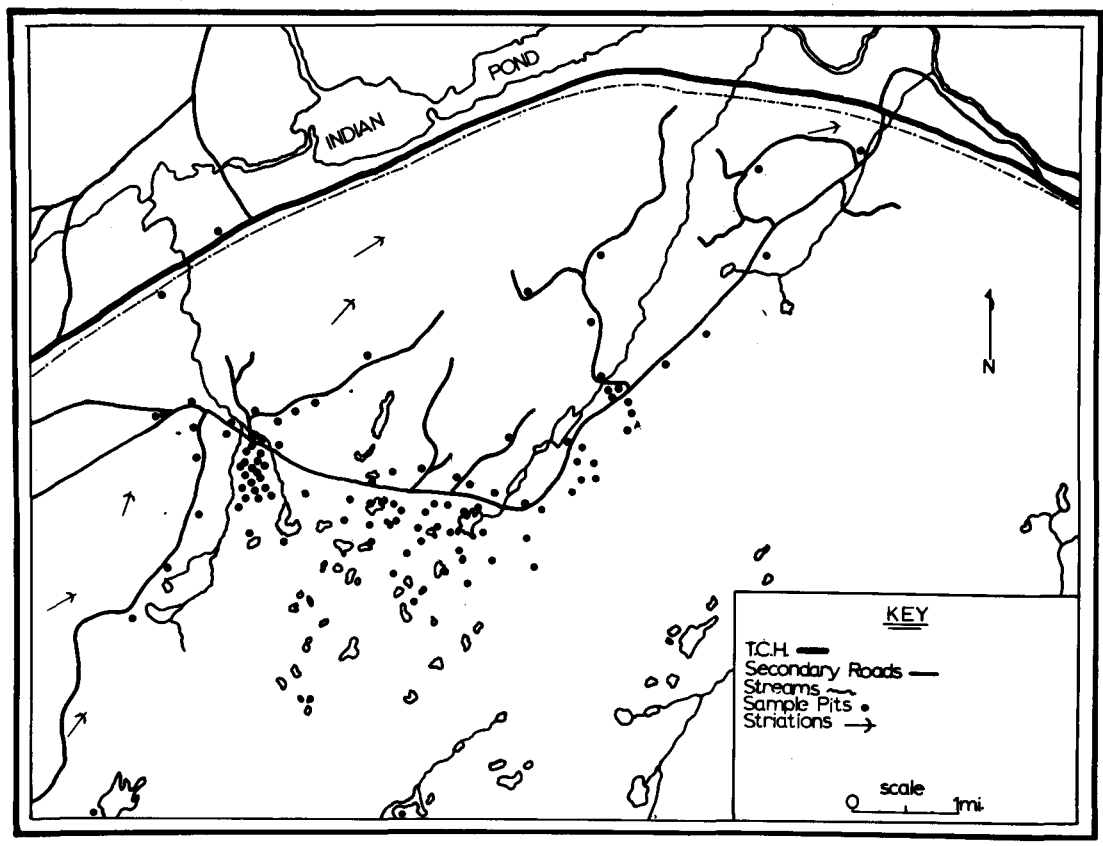 POND
INDIAN
N
KEY
T.C.H.
Secondary Roads
Streams
Sample Pits
Striations
scale
0 1mi.